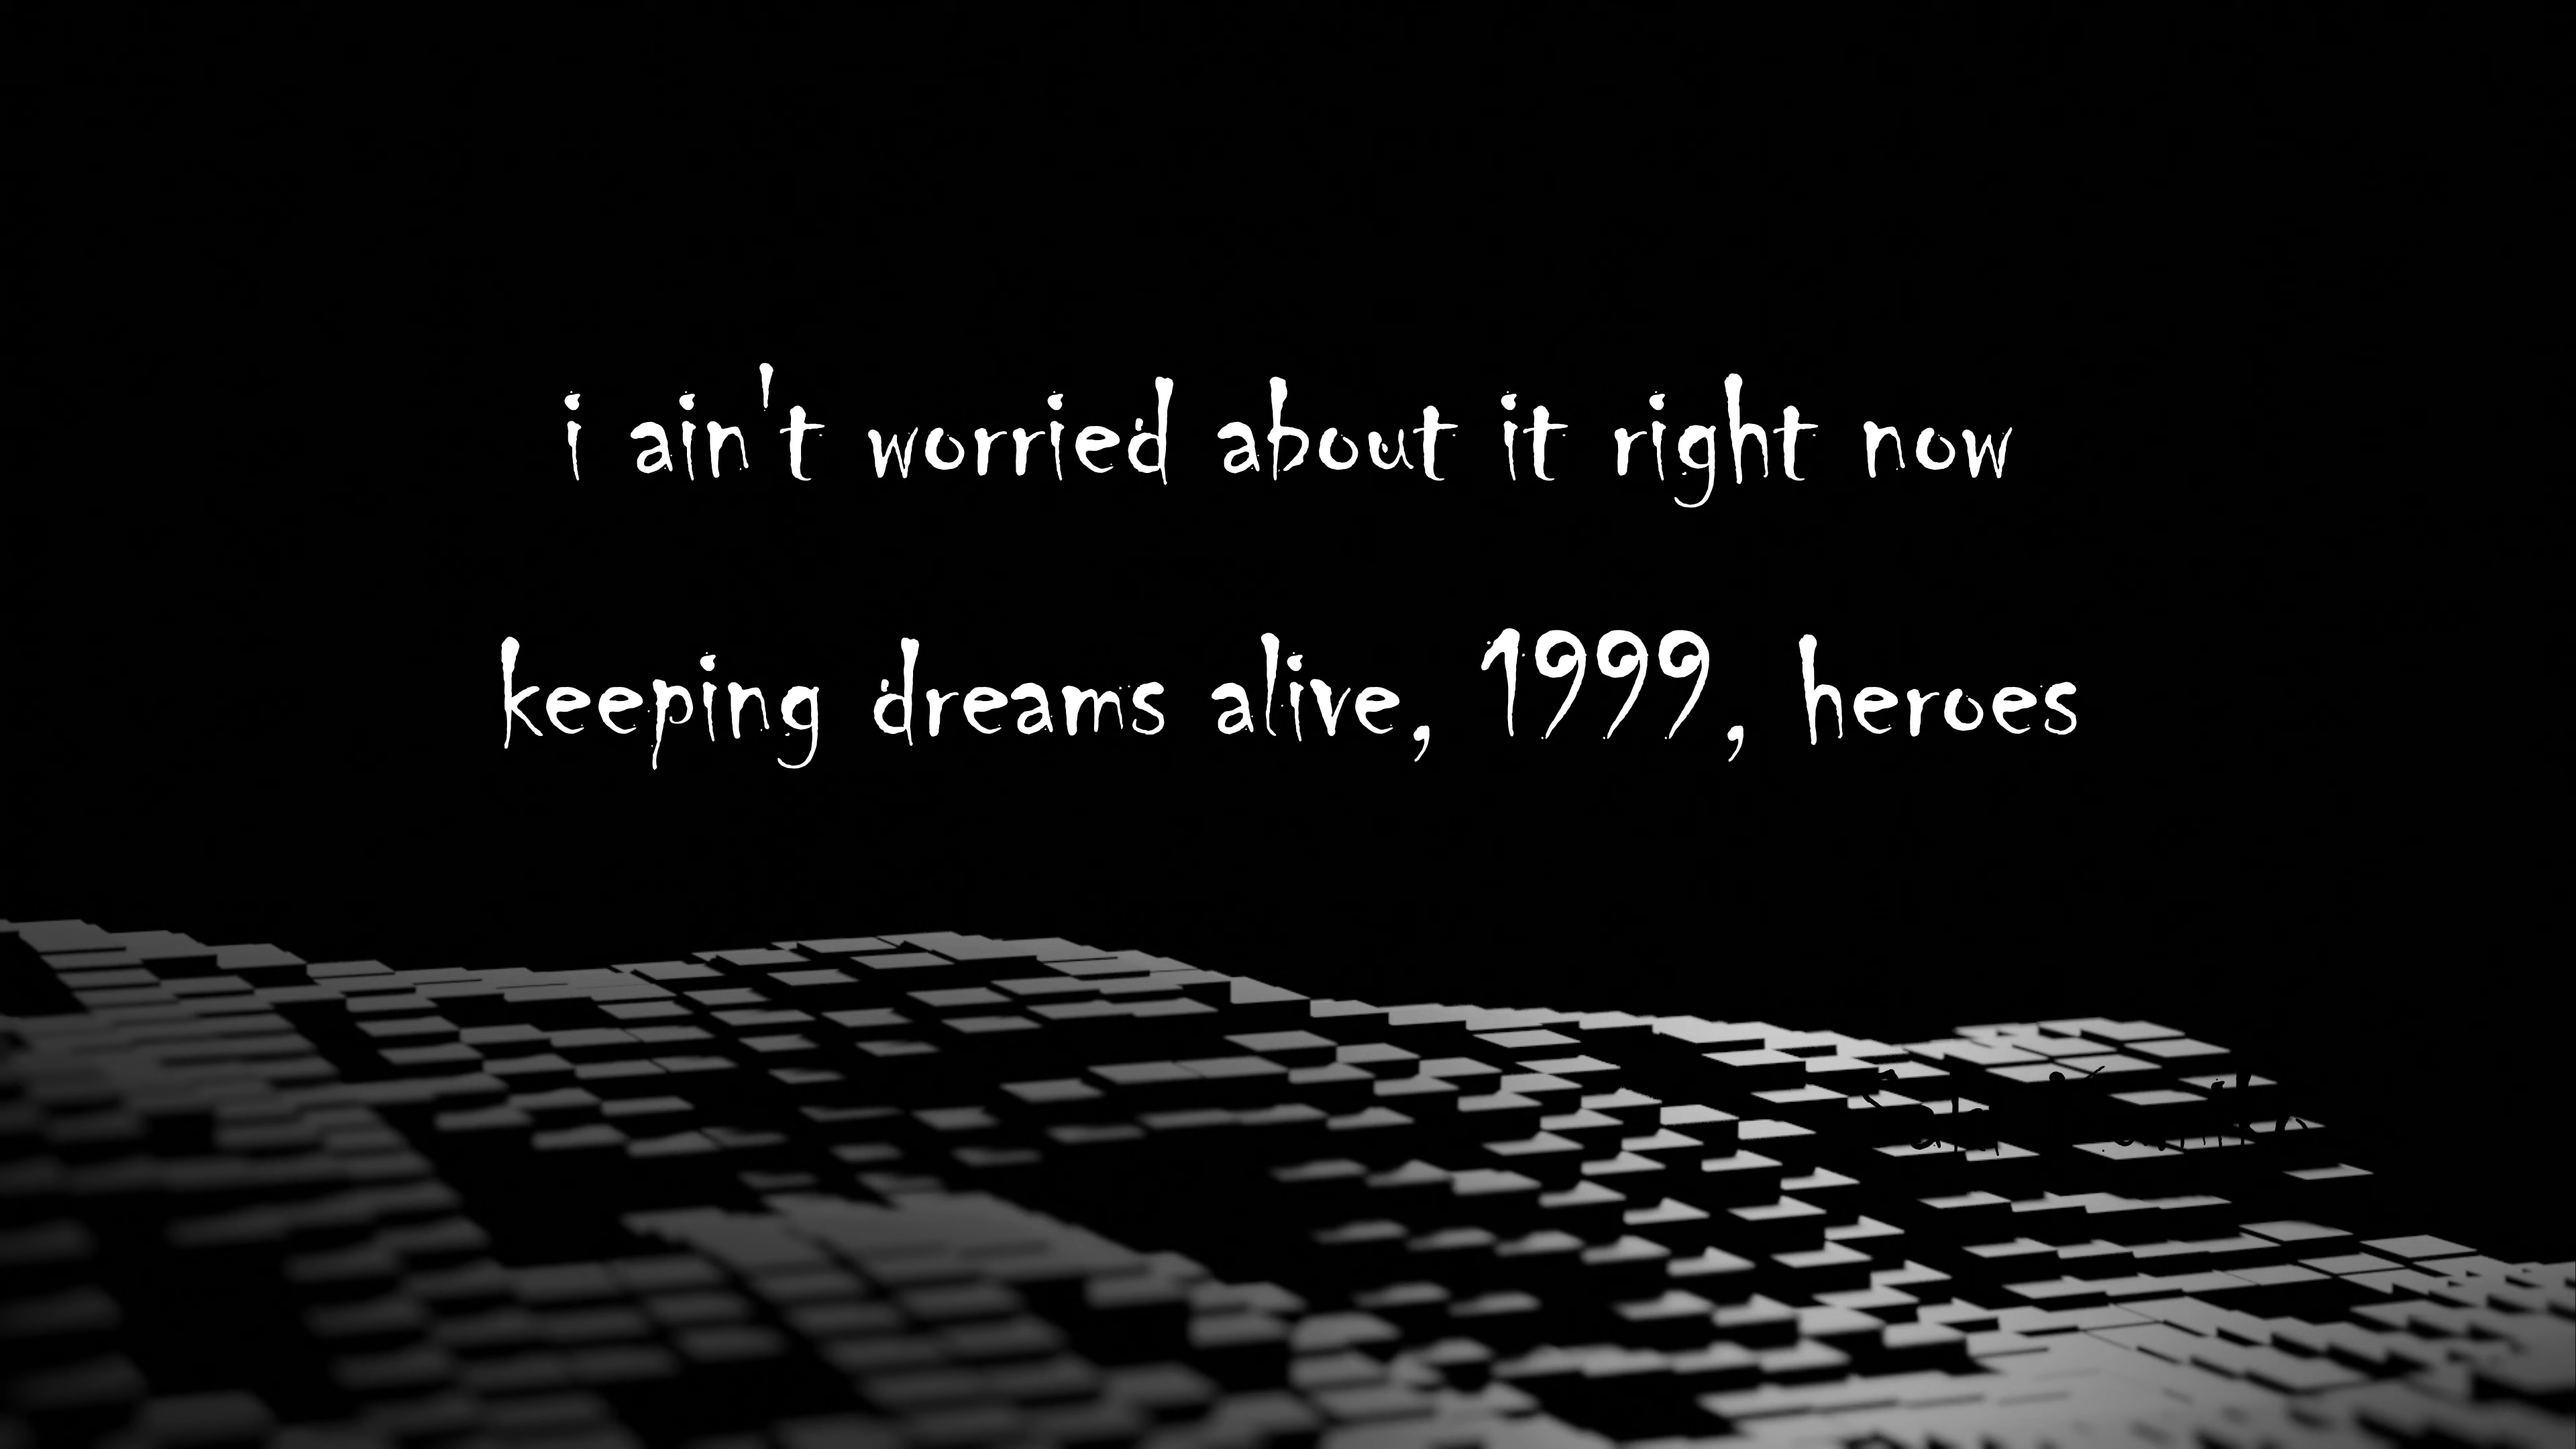 i ain't worried about it right now
keeping dreams alive, 1999, heroes